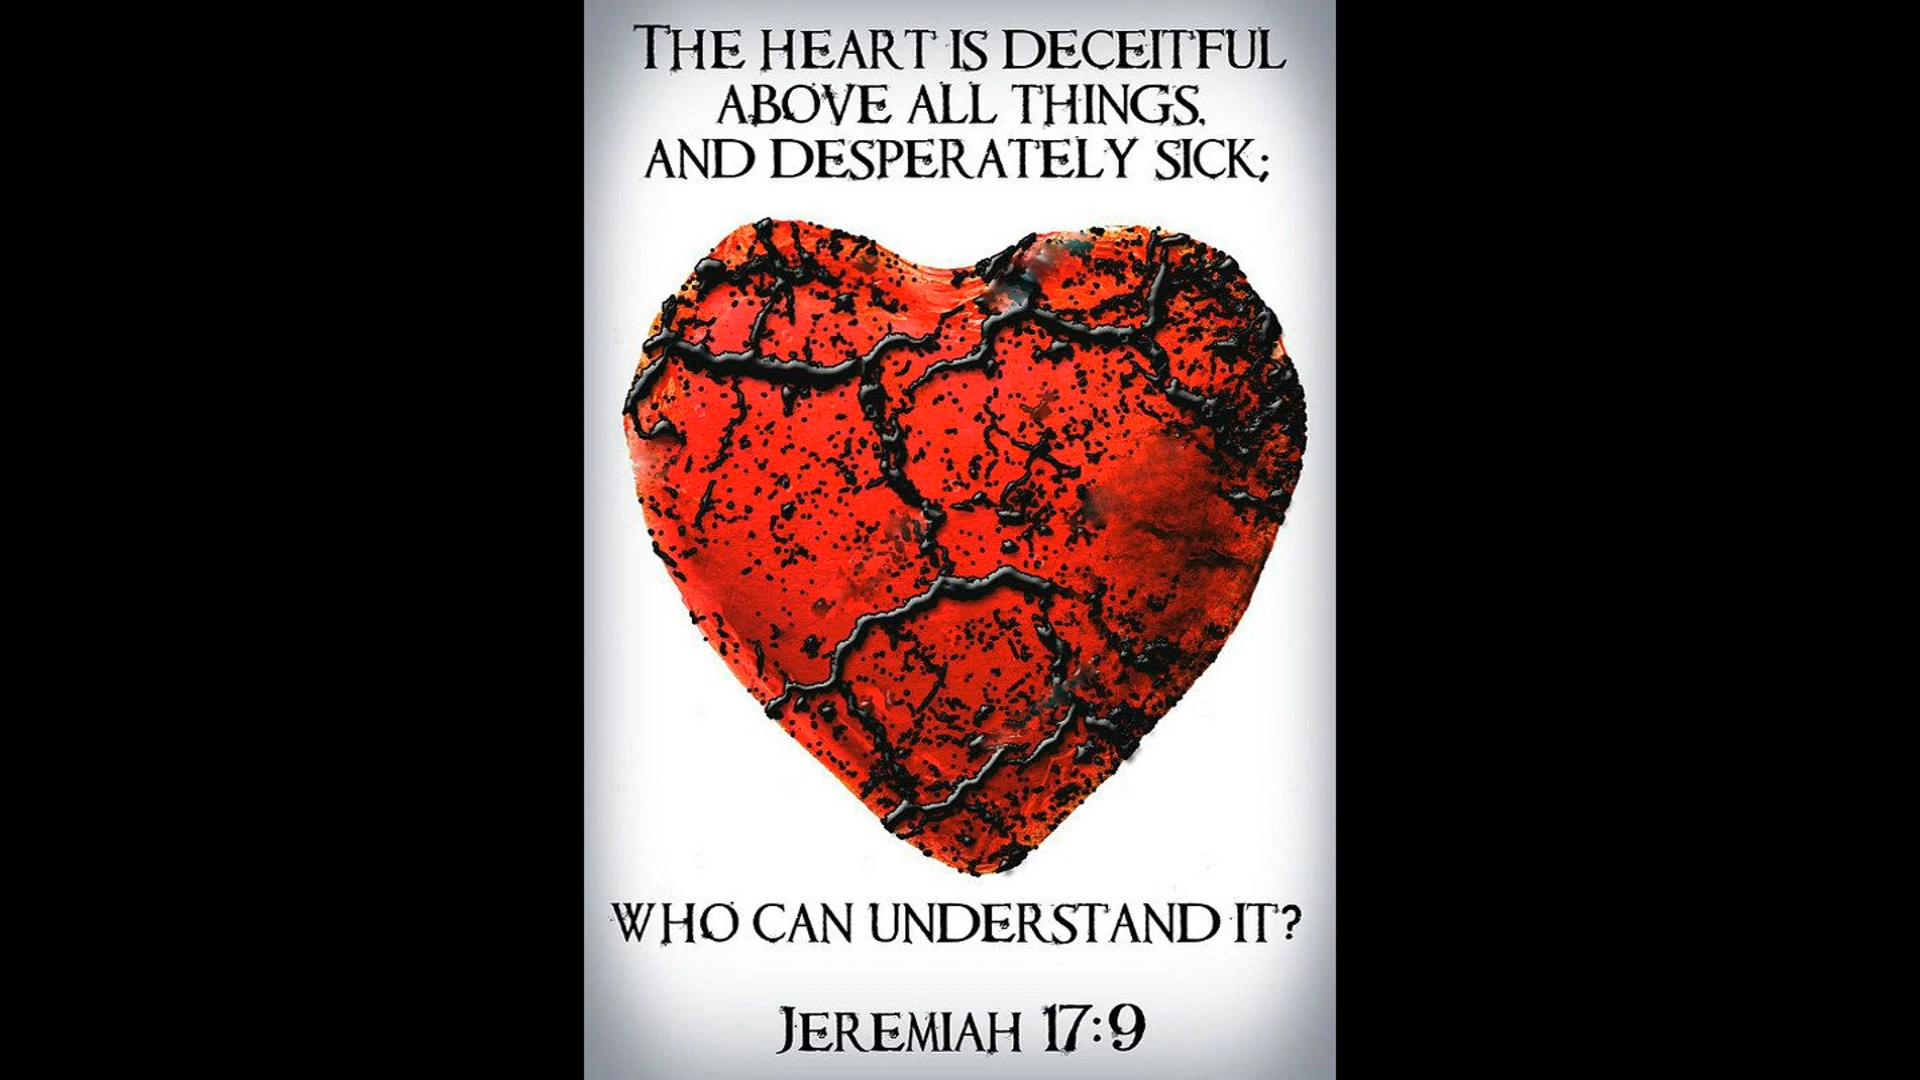 The heart is deceitful
above all things,
and desperately sick;
who can understand it?
Jeremiah 17:9